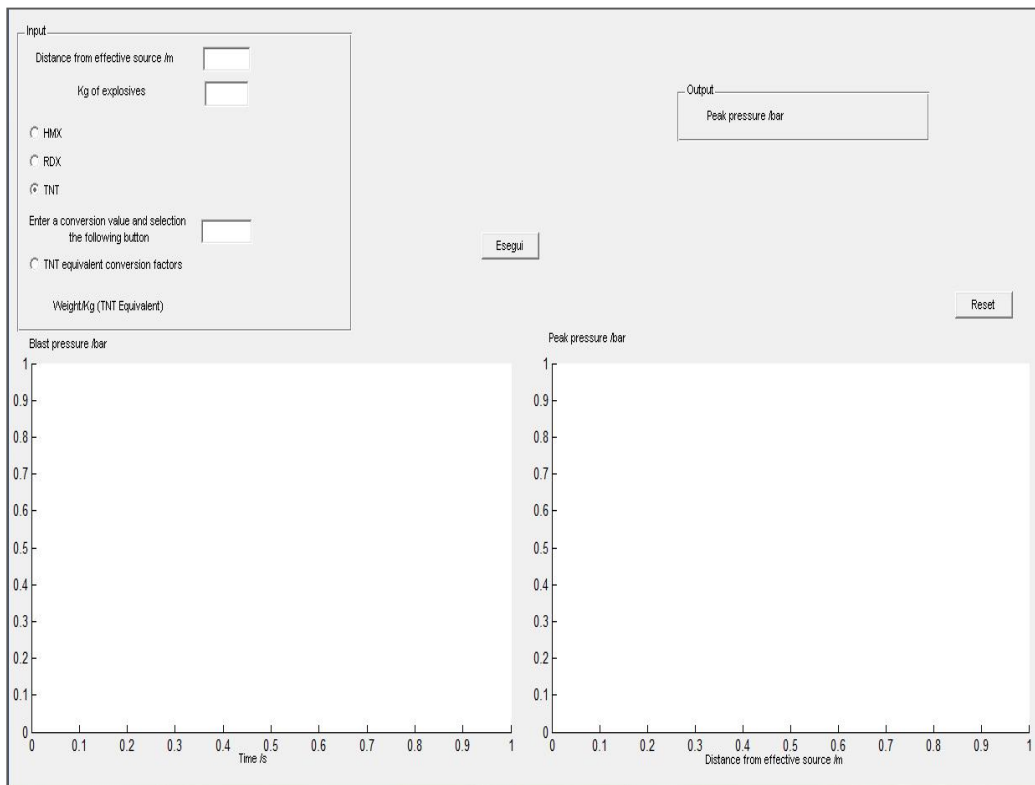 Input
Distance from effective source /m
Kg of explosives
HMX
RDX
TNT
Enter a conversion value and selection
the following button
TNT equivalent conversion factors
Weight/Kg (TNT Equivalent)
Output
Peak pressure /bar
Esegui
Reset
Blast pressure /bar
1
0.9
0.8
0.7
0.6
0.5
0.4
0.3
0.2
0.1
0
0 0.1 0.2 0.3 0.4 0.5 0.6 0.7 0.8 0.9 1
Time /s
Peak pressure /bar
1
0.9
0.8
0.7
0.6
0.5
0.4
0.3
0.2
0.1
0
0 0.1 0.2 0.3 0.4 0.5 0.6 0.7 0.8 0.9 1
Distance from effective source /m